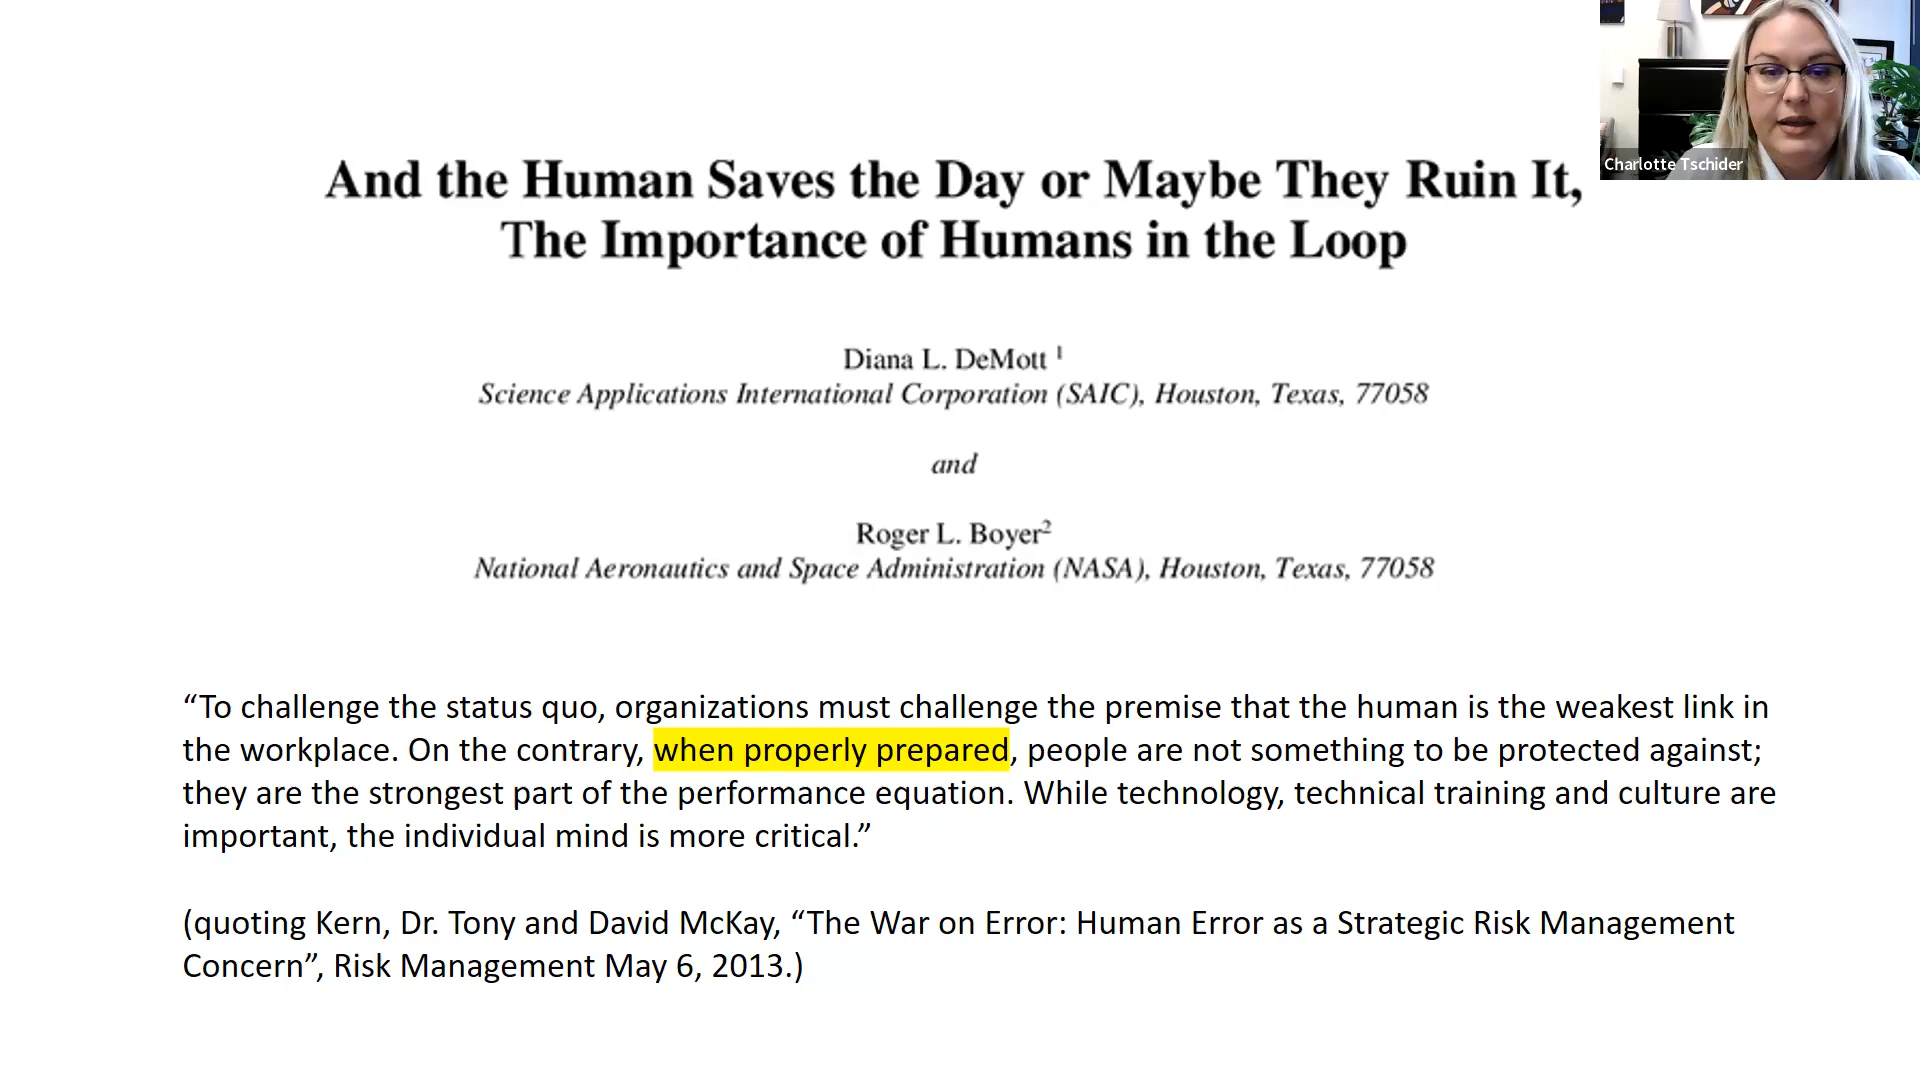 And the Human Saves the Day or Maybe They Ruin It,
The Importance of Humans in the Loop
Charlotte Tschider
Diana L. DeMott 1
Science Applications International Corporation (SAIC), Houston, Texas, 77058
and
Roger L. Boyer2
National Aeronautics and Space Administration (NASA), Houston, Texas, 77058
“To challenge the status quo, organizations must challenge the premise that the human is the weakest link in
the workplace. On the contrary, when properly prepared, people are not something to be protected against;
they are the strongest part of the performance equation. While technology, technical training and culture are
important, the individual mind is more critical.”
(quoting Kern, Dr. Tony and David McKay, “The War on Error: Human Error as a Strategic Risk Management
Concern”, Risk Management May 6, 2013.)